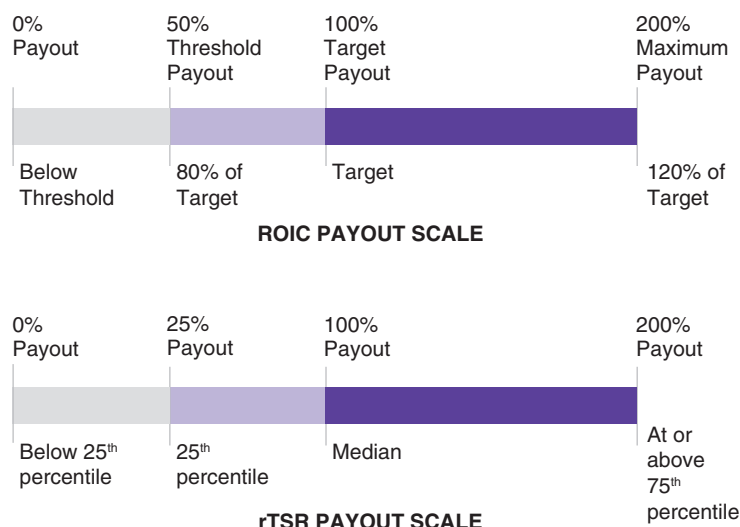 0% Payout
50% Threshold Payout
100% Target Payout
200% Maximum Payout
Below Threshold
80% of Target
Target
120% of Target
ROIC PAYOUT SCALE
0% Payout
25% Payout
100% Payout
200% Payout
Below 25th percentile
25th percentile
Median
At or above 75th percentile
rTSR PAYOUT SCALE